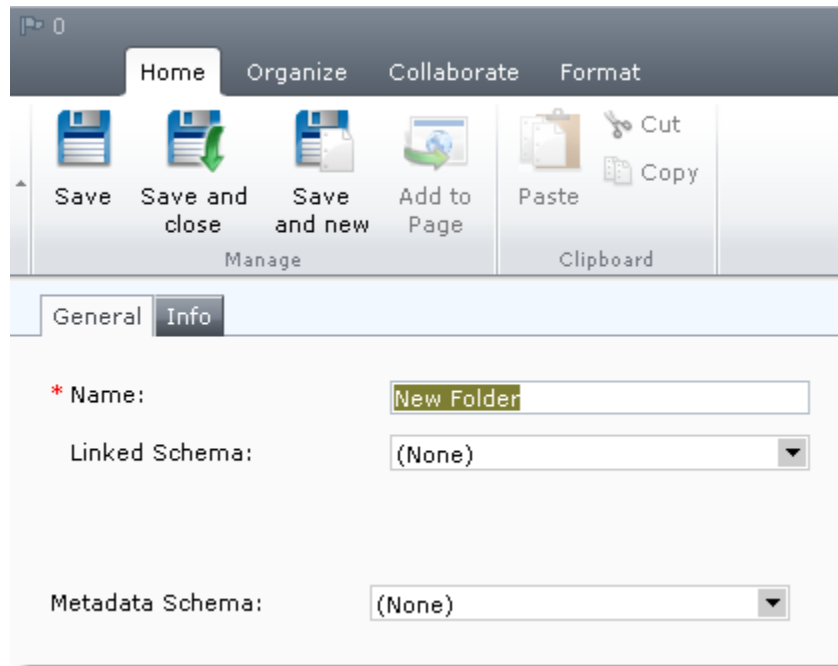 0
Home Organize Collaborate Format
Save
Save and close
Save and new
Add to Page
Paste
Cut
Copy
Manage
Clipboard
General Info
* Name: New Folder
Linked Schema: (None)
Metadata Schema: (None)